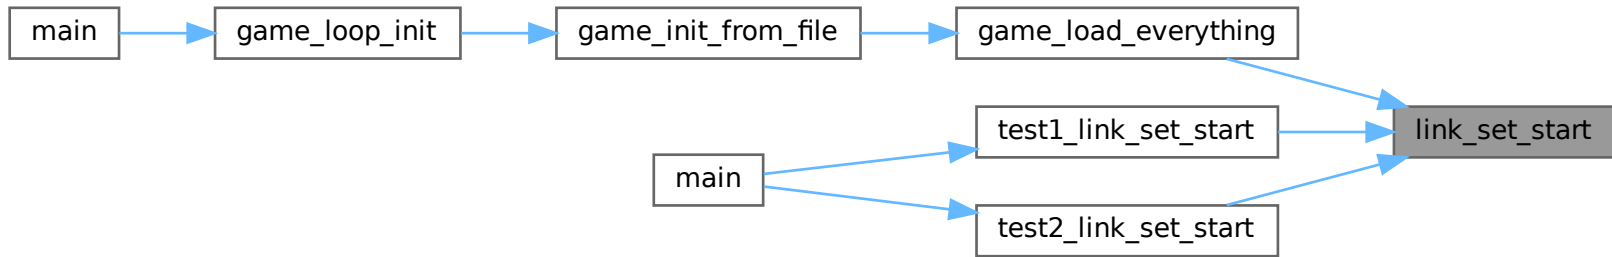 main
game_loop_init
game_init_from_file
game_load_everything
test1_link_set_start
link_set_start
main
test2_link_set_start